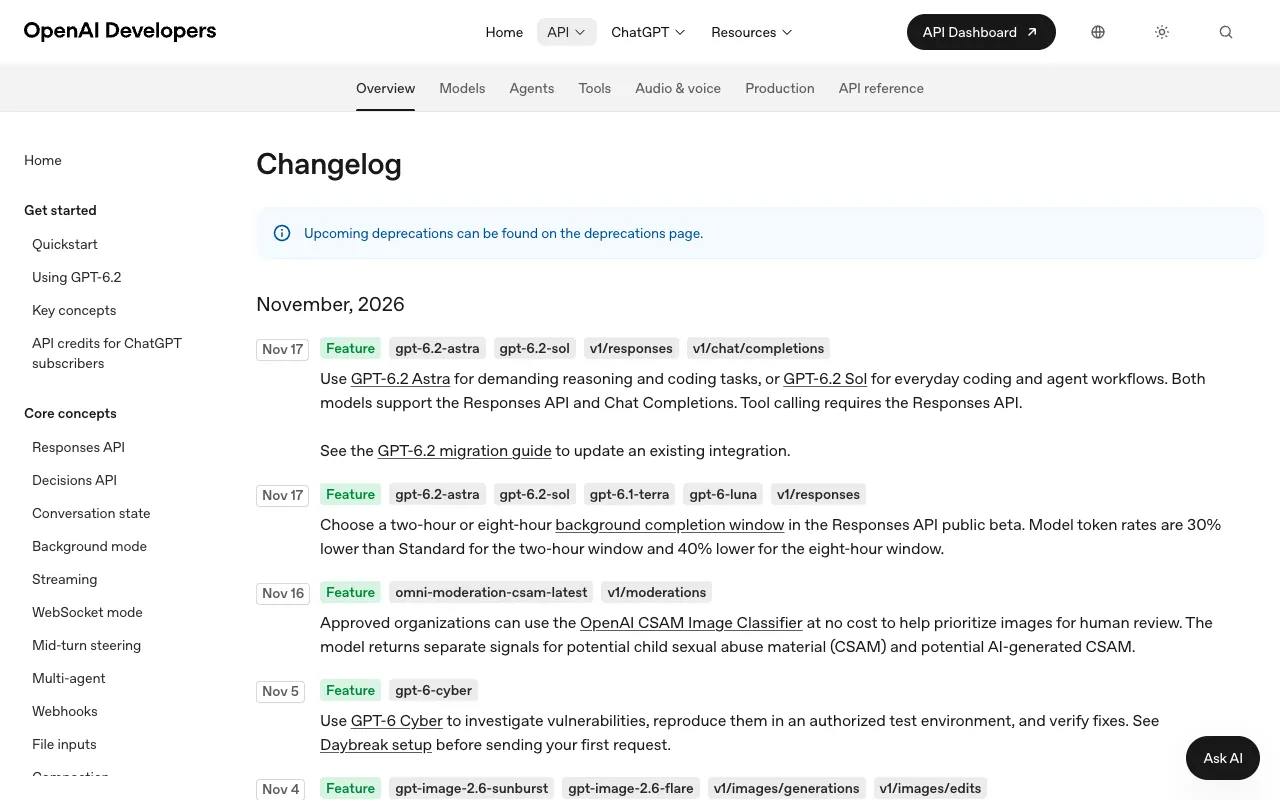 OpenAI Developers
Home
API
ChatGPT
Resources
API Dashboard
Overview
Models
Agents
Tools
Audio & voice
Production
API reference
Home
Get started
Quickstart
Using GPT-6.2
Key concepts
API credits for ChatGPT
subscribers
Core concepts
Responses API
Decisions API
Conversation state
Background mode
Streaming
WebSocket mode
Mid-turn steering
Multi-agent
Webhooks
File inputs
Compaction
Changelog
Upcoming deprecations can be found on the deprecations page.
November, 2026
Nov 17 Feature gpt-6.2-astra gpt-6.2-sol v1/responses v1/chat/completions
Use GPT-6.2 Astra for demanding reasoning and coding tasks, or GPT-6.2 Sol for everyday coding and agent workflows. Both
models support the Responses API and Chat Completions. Tool calling requires the Responses API.
See the GPT-6.2 migration guide to update an existing integration.
Nov 17 Feature gpt-6.2-astra gpt-6.2-sol gpt-6.1-terra gpt-6-luna v1/responses
Choose a two-hour or eight-hour background completion window in the Responses API public beta. Model token rates are 30%
lower than Standard for the two-hour window and 40% lower for the eight-hour window.
Nov 16 Feature omni-moderation-csam-latest v1/moderations
Approved organizations can use the OpenAI CSAM Image Classifier at no cost to help prioritize images for human review. The
model returns separate signals for potential child sexual abuse material (CSAM) and potential AI-generated CSAM.
Nov 5 Feature gpt-6-cyber
Use GPT-6 Cyber to investigate vulnerabilities, reproduce them in an authorized test environment, and verify fixes. See
Daybreak setup before sending your first request.
Nov 4 Feature gpt-image-2.6-sunburst gpt-image-2.6-flare v1/images/generations v1/images/edits
Ask AI